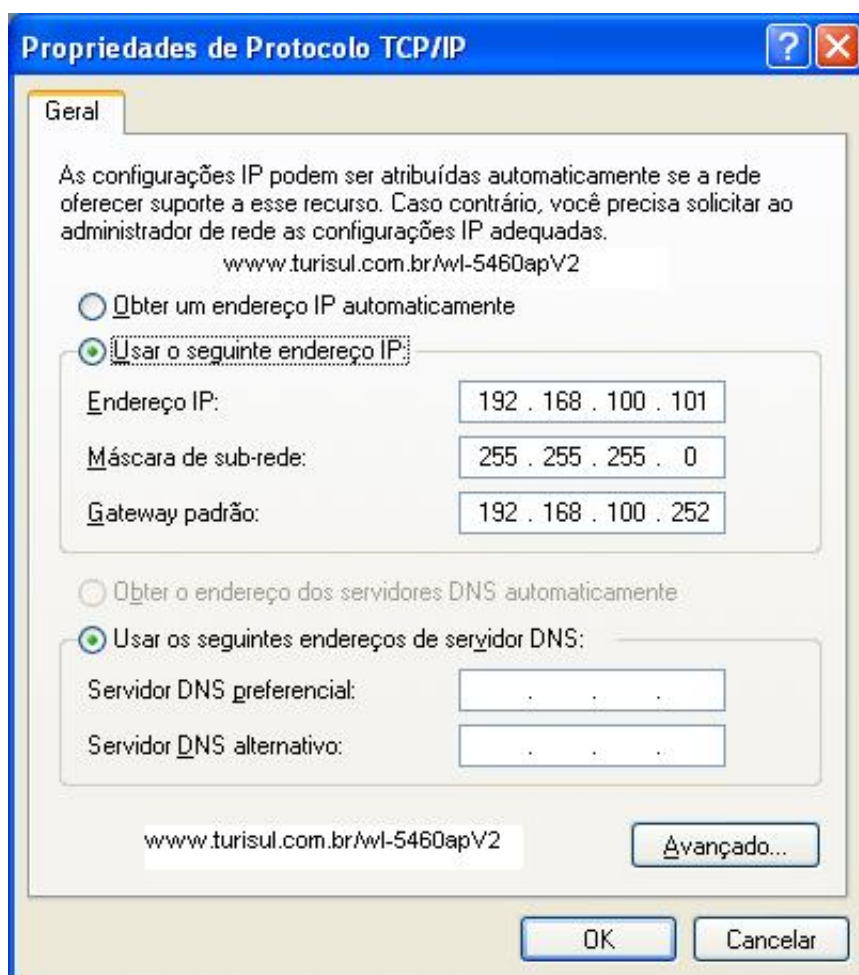 Propriedades de Protocolo TCP/IP
Geral
As configurações IP podem ser atribuídas automaticamente se a rede
oferecer suporte a esse recurso. Caso contrário, você precisa solicitar ao
administrador de rede as configurações IP adequadas.
www.turisul.com.br/wl-5460apV2
Obter um endereço IP automaticamente
Usar o seguinte endereço IP:
Endereço IP: 192 . 168 . 100 . 101
Máscara de sub-rede: 255 . 255 . 255 . 0
Gateway padrão: 192 . 168 . 100 . 252
Obter o endereço dos servidores DNS automaticamente
Usar os seguintes endereços de servidor DNS:
Servidor DNS preferencial: . . .
Servidor DNS alternativo: . . .
www.turisul.com.br/wl-5460apV2 Avançado...
OK Cancelar